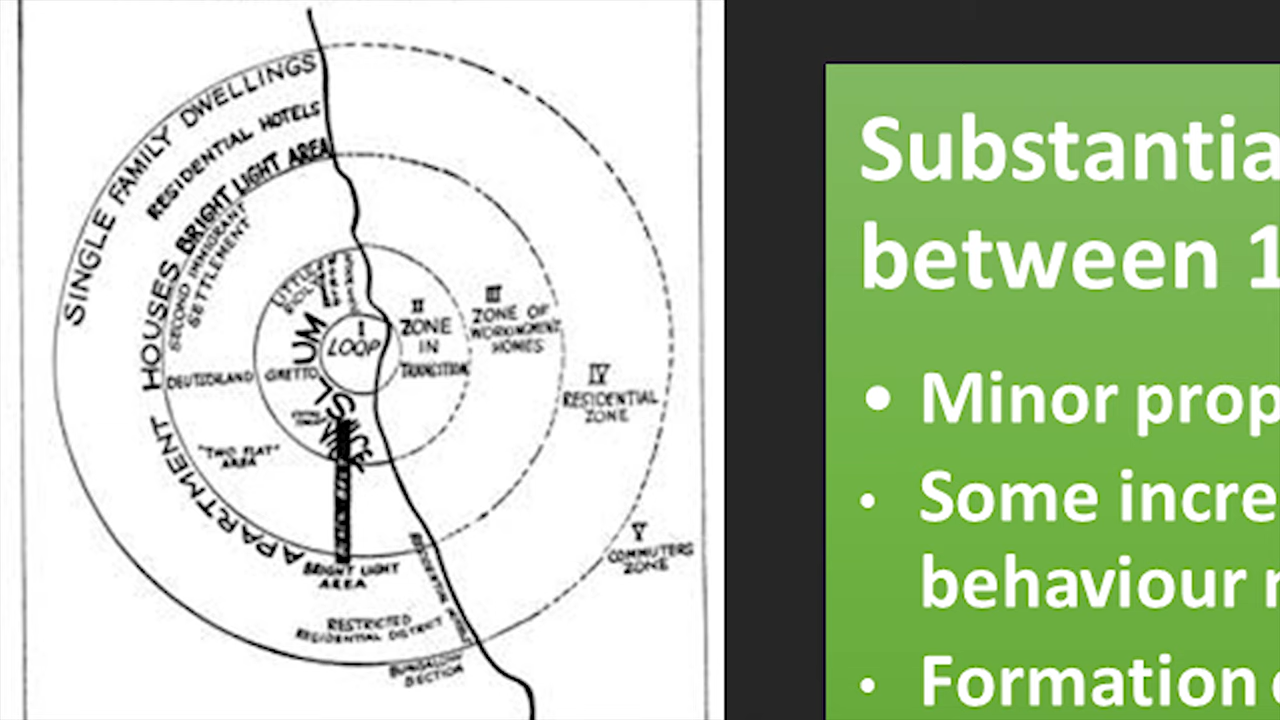 SINGLE FAMILY DWELLINGS
RESIDENTIAL HOTELS
BRIGHT LIGHT AREA
SECOND IMMIGRANT
SETTLEMENT
APARTMENT HOUSES
LITTLE
SICILY
SLUM
I
LOOP
II
ZONE
IN
TRANSITION
III
ZONE OF
WORKINGMEN'S
HOMES
IV
RESIDENTIAL
ZONE
V
COMMUTERS
ZONE
DEUTSCHLAND
GHETTO
"TWO FLAT"
AREA
VICE
BRIGHT LIGHT
AREA
RESTRICTED
RESIDENTIAL DISTRICT
BUNGALOW
SECTION
Substantia
between 1
• Minor prop
• Some incre
behaviour
• Formation